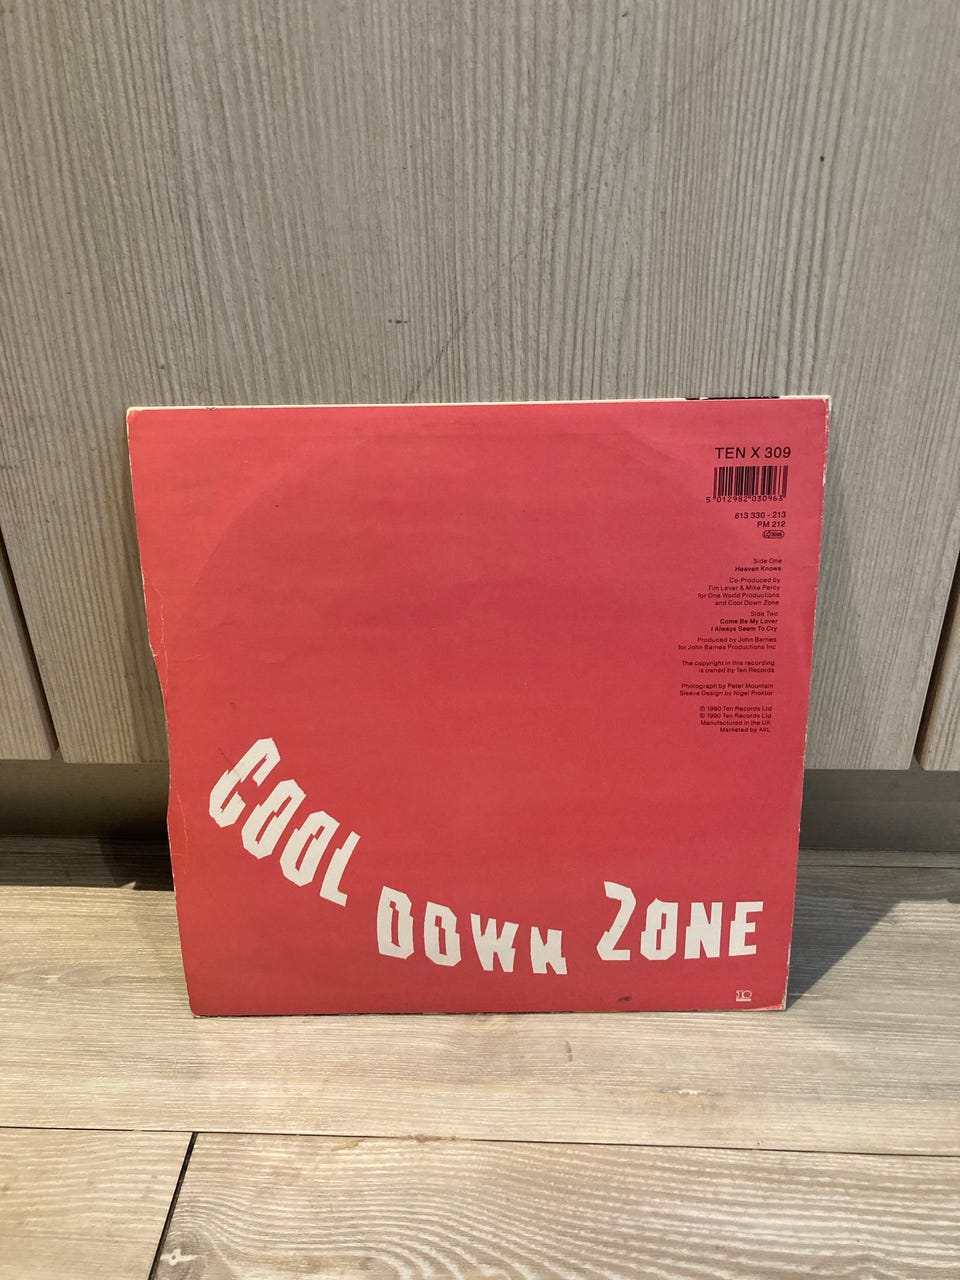 TEN X 309
5 012982 030963
613 330 - 213
PM 212
Side One
Heaven Knows
Co-Produced by
Tim Lever & Mike Percy
for One World Productions
and Cool Down Zone
Side Two
Come Be My Lover
I Always Seem To Cry
Produced by John Barnes
for John Barnes Productions Inc
The copyright in this recording
is owned by Ten Records
Photograph by Peter Mountain
Sleeve Design by Nigel Proktor
℗ 1990 Ten Records Ltd
© 1990 Ten Records Ltd
Manufactured in the UK
Marketed by AVL
COOL DOWN ZONE